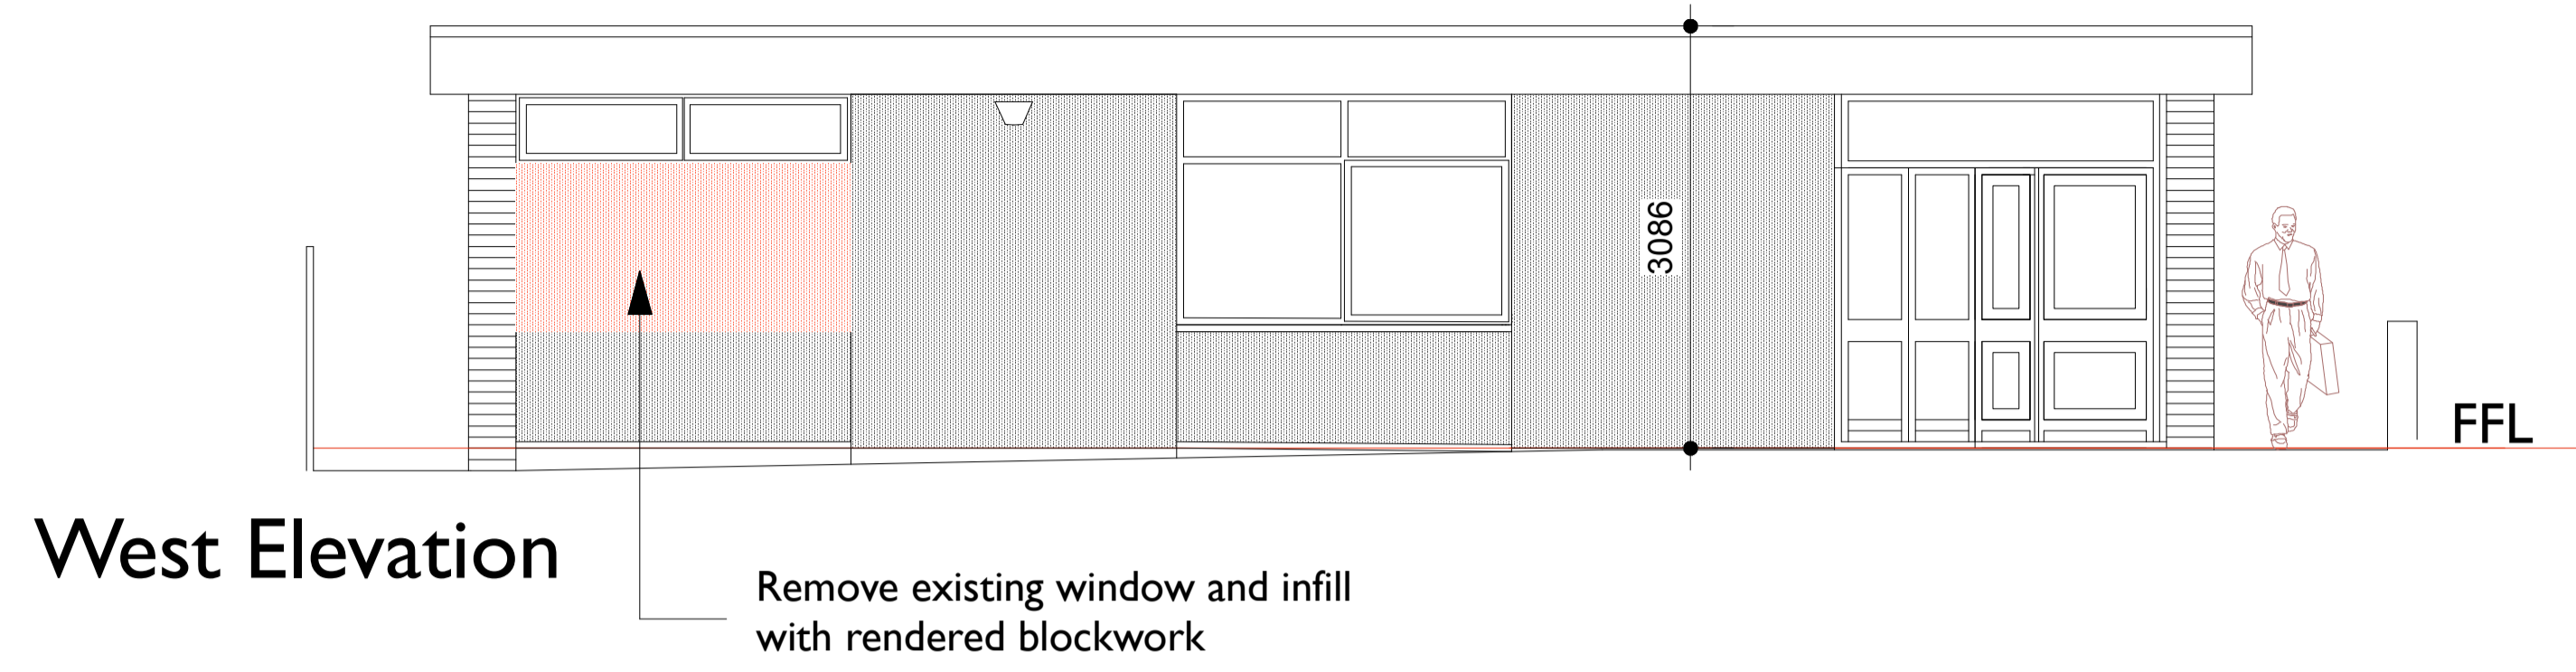 3086
FFL
West Elevation
Remove existing window and infill
with rendered blockwork